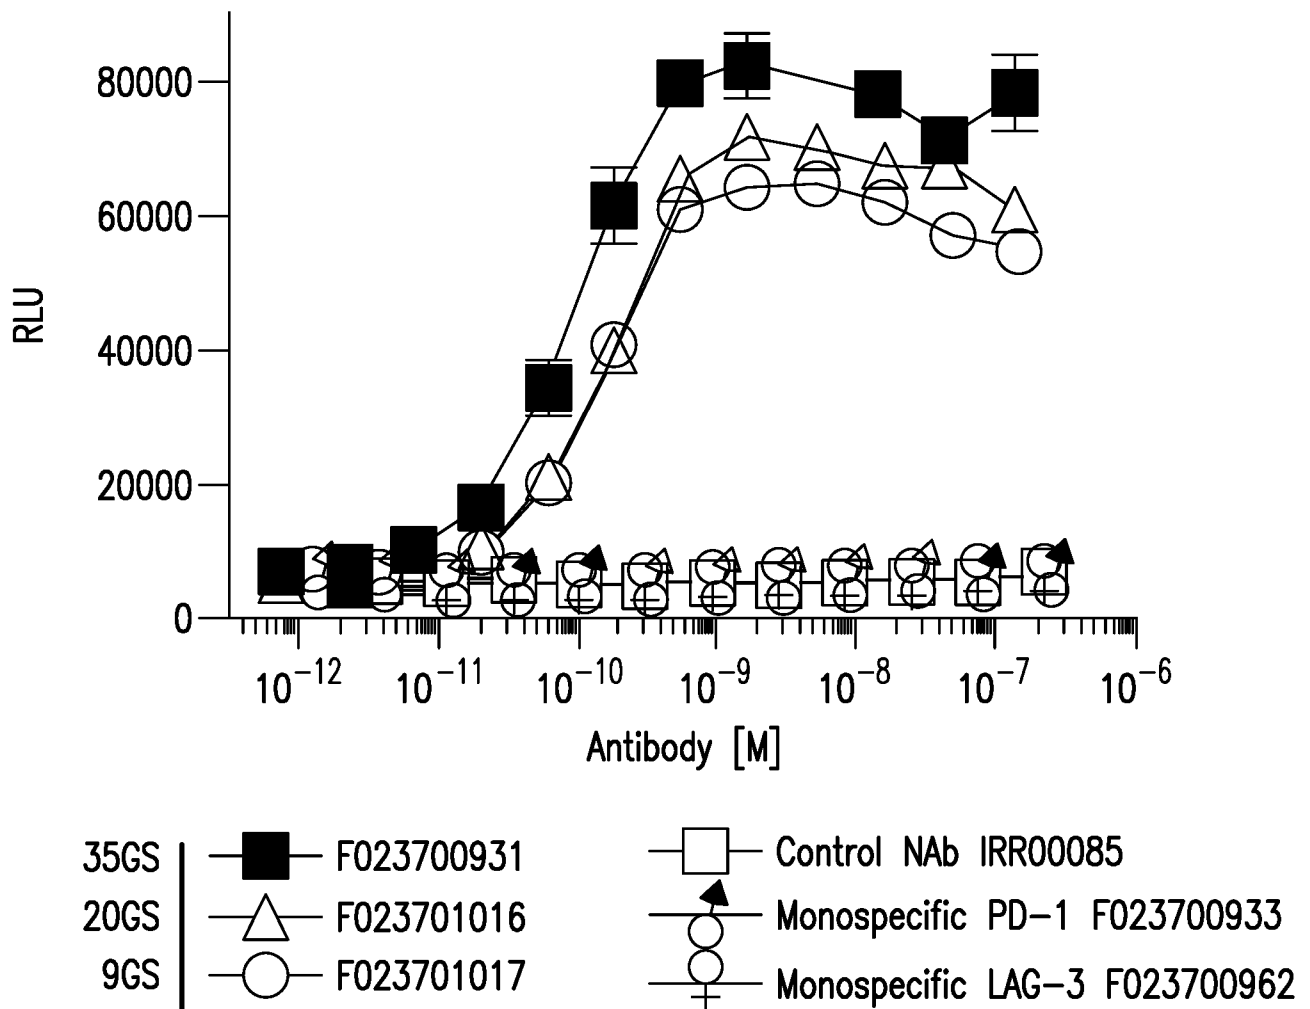 80000
60000
RLU
40000
20000
0
10-12 10-11 10-10 10-9 10-8 10-7 10-6
Antibody [M]
35GS F023700931 Control NAb IRR00085
20GS F023701016 Monospecific PD-1 F023700933
9GS F023701017 Monospecific LAG-3 F023700962